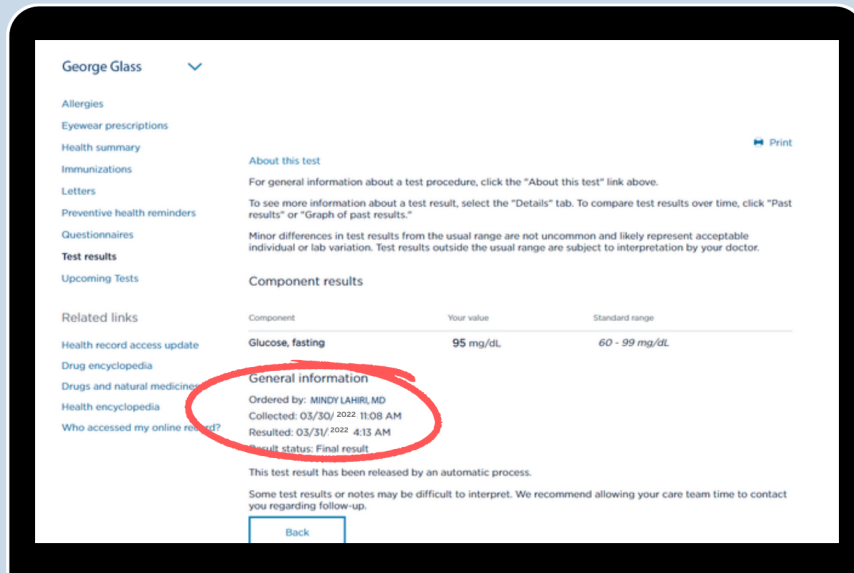 George Glass
Allergies
Eyewear prescriptions
Health summary
Immunizations
Letters
Preventive health reminders
Questionnaires
Test results
Upcoming Tests
Related links
Health record access update
Drug encyclopedia
Drugs and natural medicines
Health encyclopedia
Who accessed my online record?
Print
About this test
For general information about a test procedure, click the "About this test" link above.
To see more information about a test result, select the "Details" tab. To compare test results over time, click "Past
results" or "Graph of past results."
Minor differences in test results from the usual range are not uncommon and likely represent acceptable
individual or lab variation. Test results outside the usual range are subject to interpretation by your doctor.
Component results
Component Your value Standard range
Glucose, fasting 95 mg/dL 60 - 99 mg/dL
General information
Ordered by: MINDY LAHIRI, MD
Collected: 03/30/ 2022 11:08 AM
Resulted: 03/31/ 2022 4:13 AM
Result status: Final result
This test result has been released by an automatic process.
Some test results or notes may be difficult to interpret. We recommend allowing your care team time to contact
you regarding follow-up.
Back